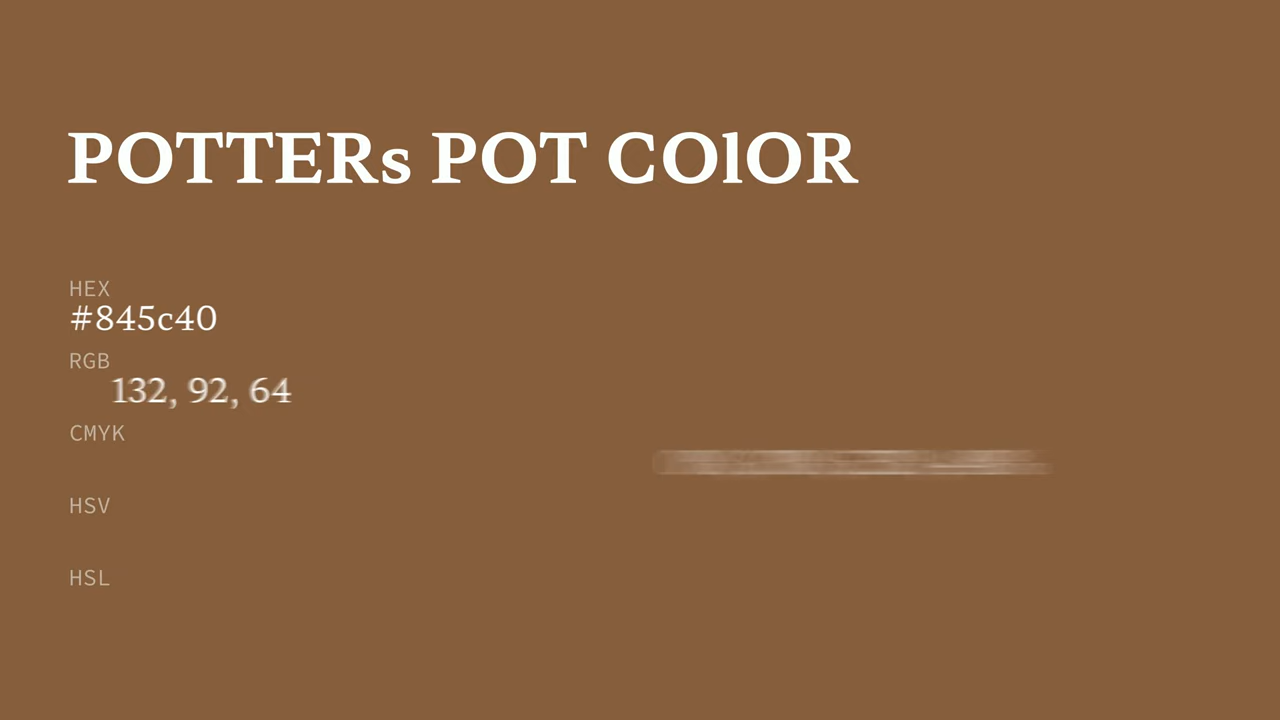 POTTERs POT COlOR
HEX
#845c40
RGB
132, 92, 64
CMYK
HSV
HSL